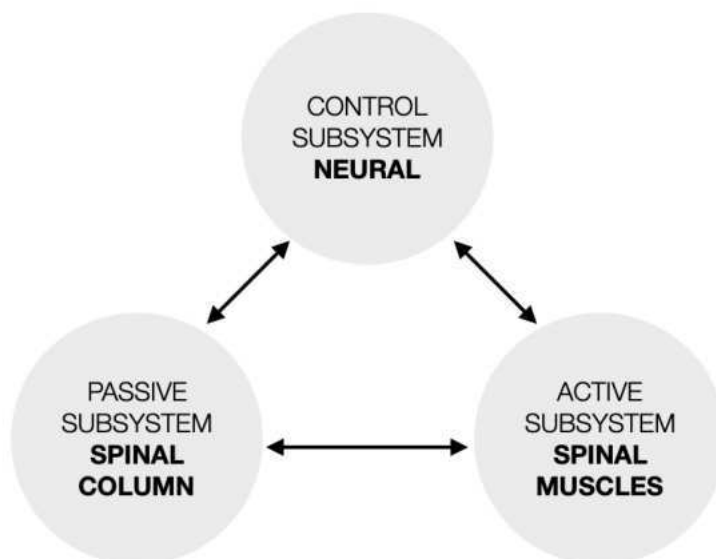 CONTROL
SUBSYSTEM
NEURAL
PASSIVE
SUBSYSTEM
SPINAL
COLUMN
ACTIVE
SUBSYSTEM
SPINAL
MUSCLES